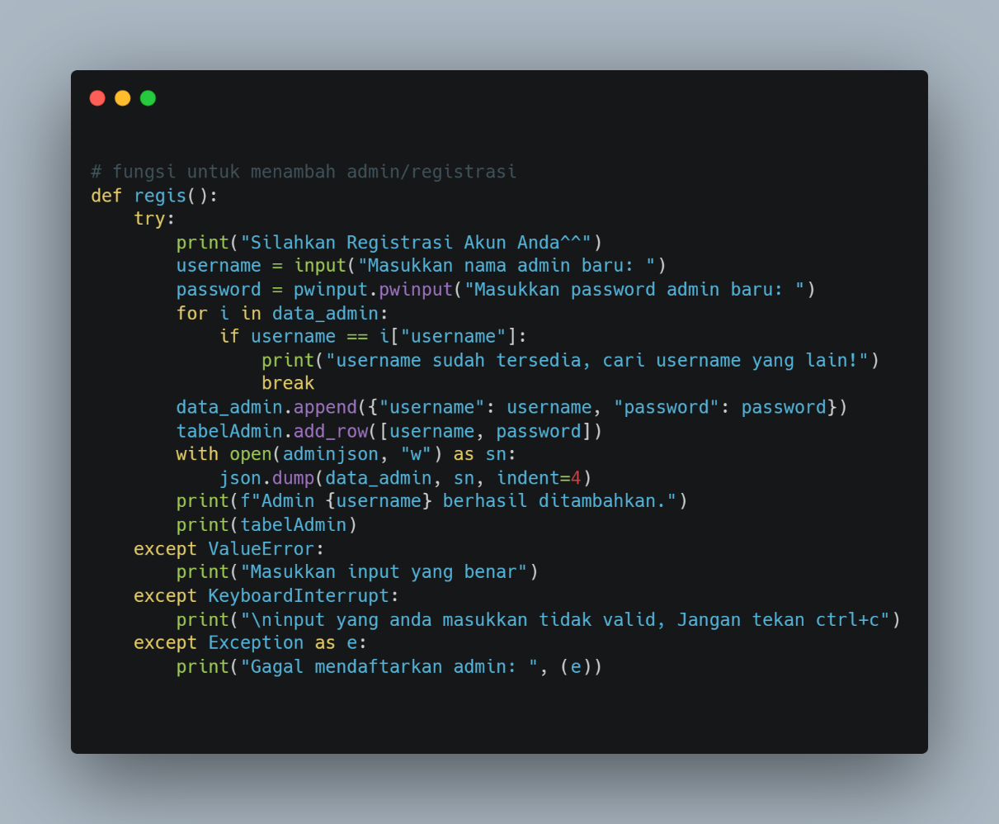 # fungsi untuk menambah admin/registrasi
def regis():
    try:
        print("Silahkan Registrasi Akun Anda^^")
        username = input("Masukkan nama admin baru: ")
        password = pwinput.pwinput("Masukkan password admin baru: ")
        for i in data_admin:
            if username == i["username"]:
                print("username sudah tersedia, cari username yang lain!")
                break
        data_admin.append({"username": username, "password": password})
        tabelAdmin.add_row([username, password])
        with open(adminjson, "w") as sn:
            json.dump(data_admin, sn, indent=4)
        print(f"Admin {username} berhasil ditambahkan.")
        print(tabelAdmin)
    except ValueError:
        print("Masukkan input yang benar")
    except KeyboardInterrupt:
        print("\ninput yang anda masukkan tidak valid, Jangan tekan ctrl+c")
    except Exception as e:
        print("Gagal mendaftarkan admin: ", (e))